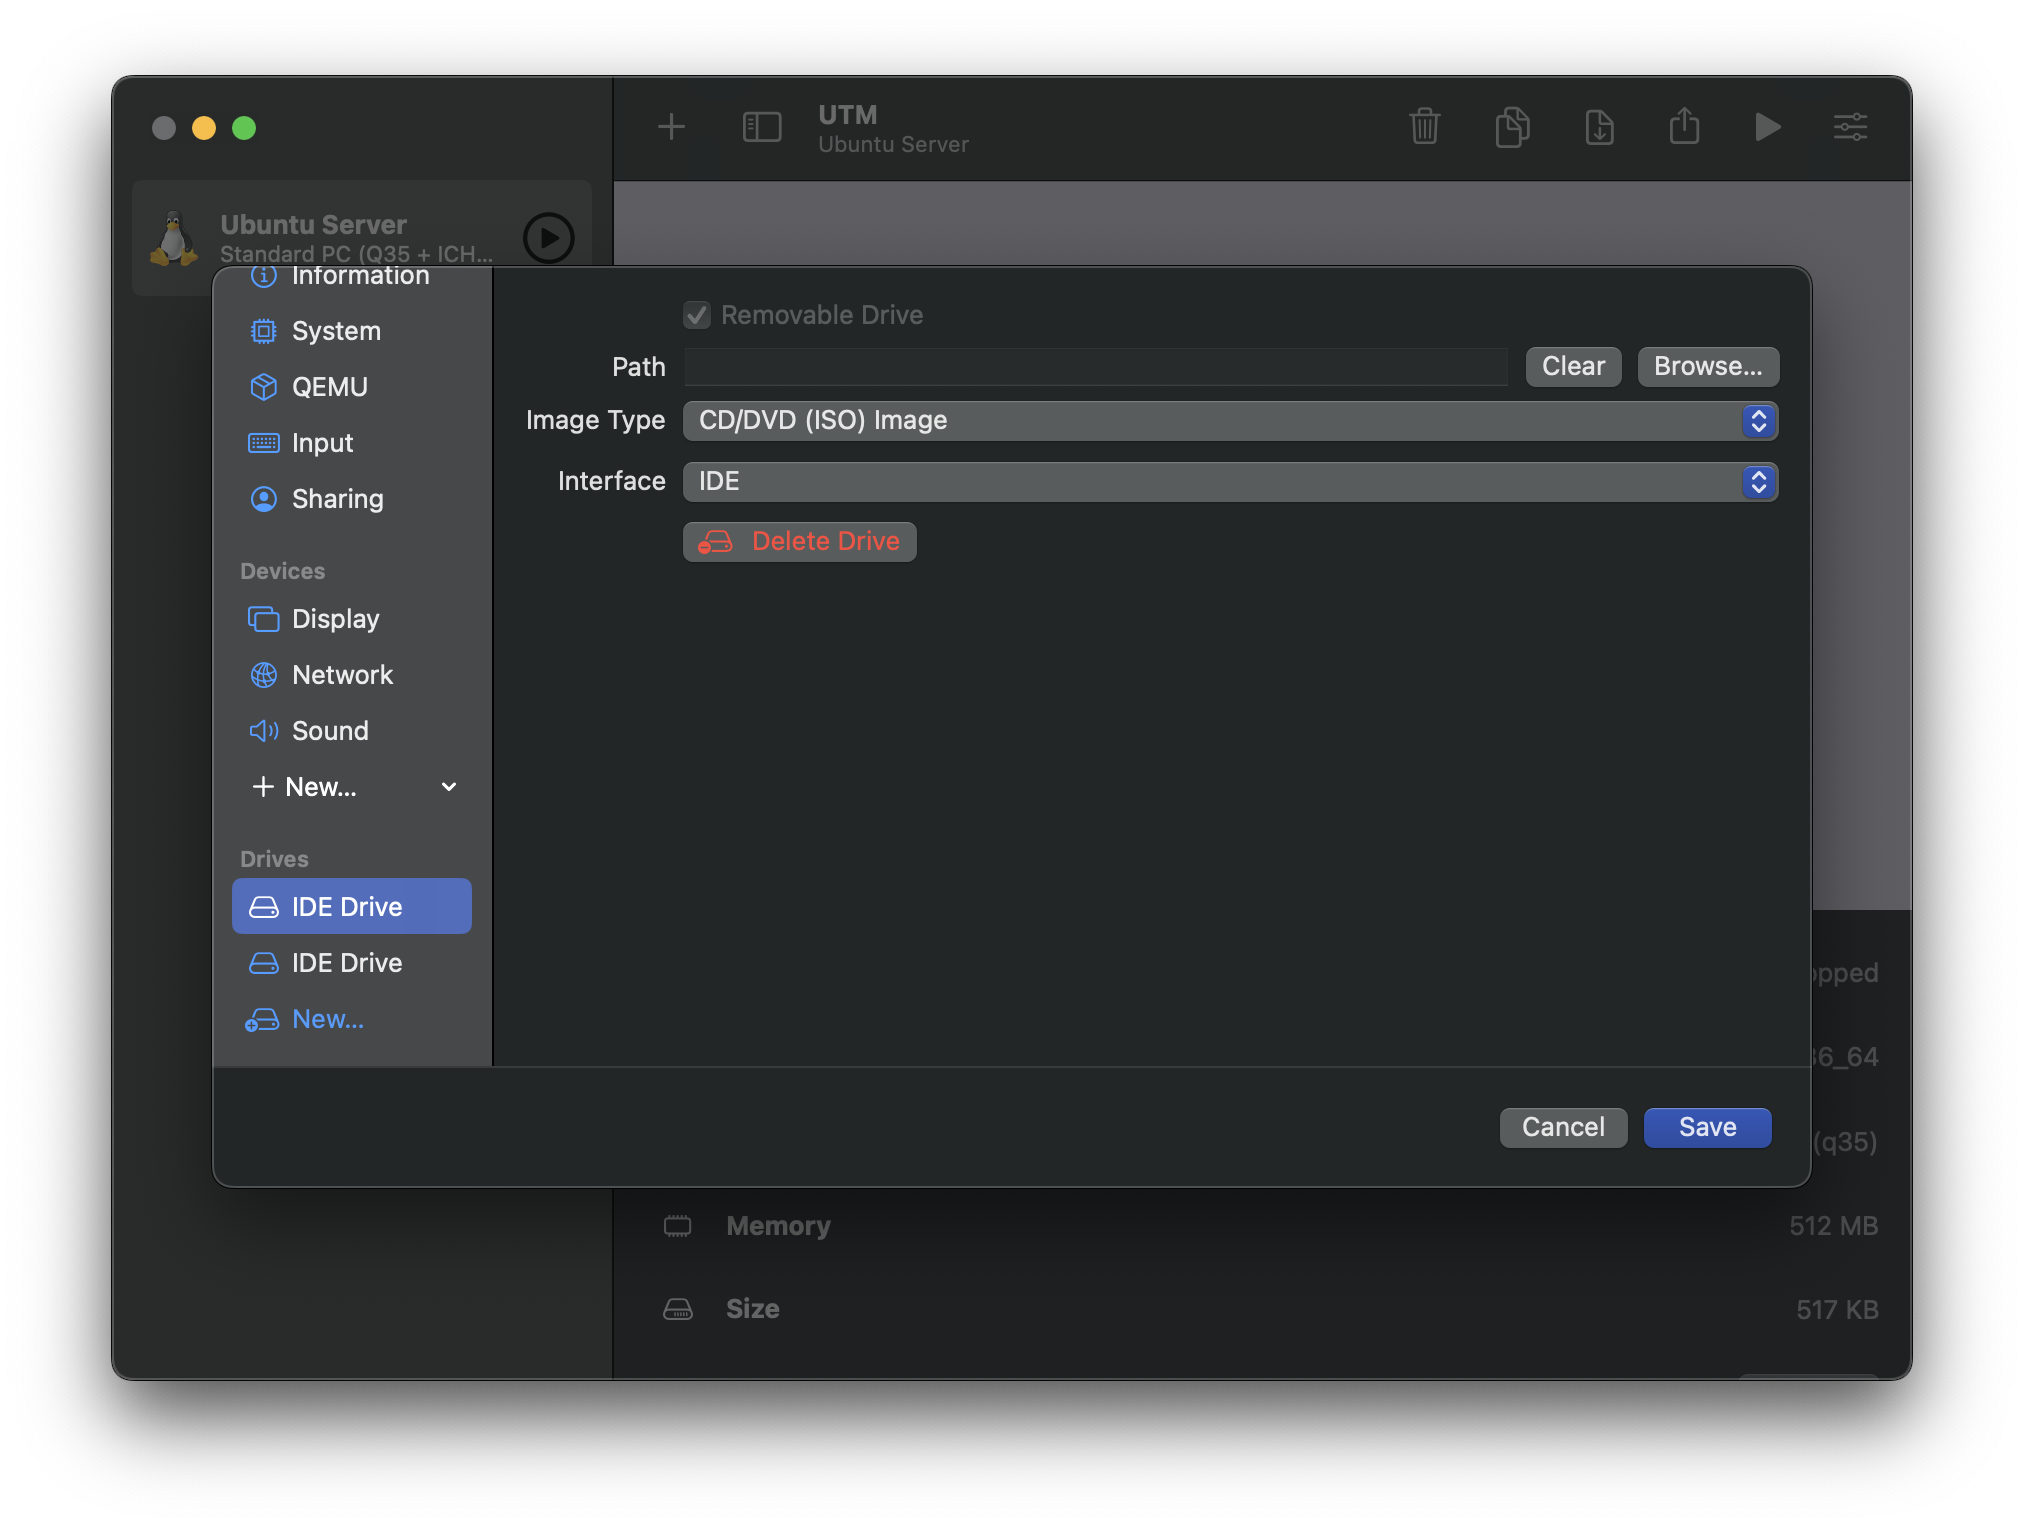 UTM
Ubuntu Server
Ubuntu Server
Standard PC (Q35 + ICH...
Information
System
QEMU
Input
Sharing
Devices
Display
Network
Sound
New...
Drives
IDE Drive
IDE Drive
New...
Removable Drive
Path
Clear
Browse...
Image Type
CD/DVD (ISO) Image
Interface
IDE
Delete Drive
Cancel
Save
(q35)
Memory
512 MB
Size
517 KB